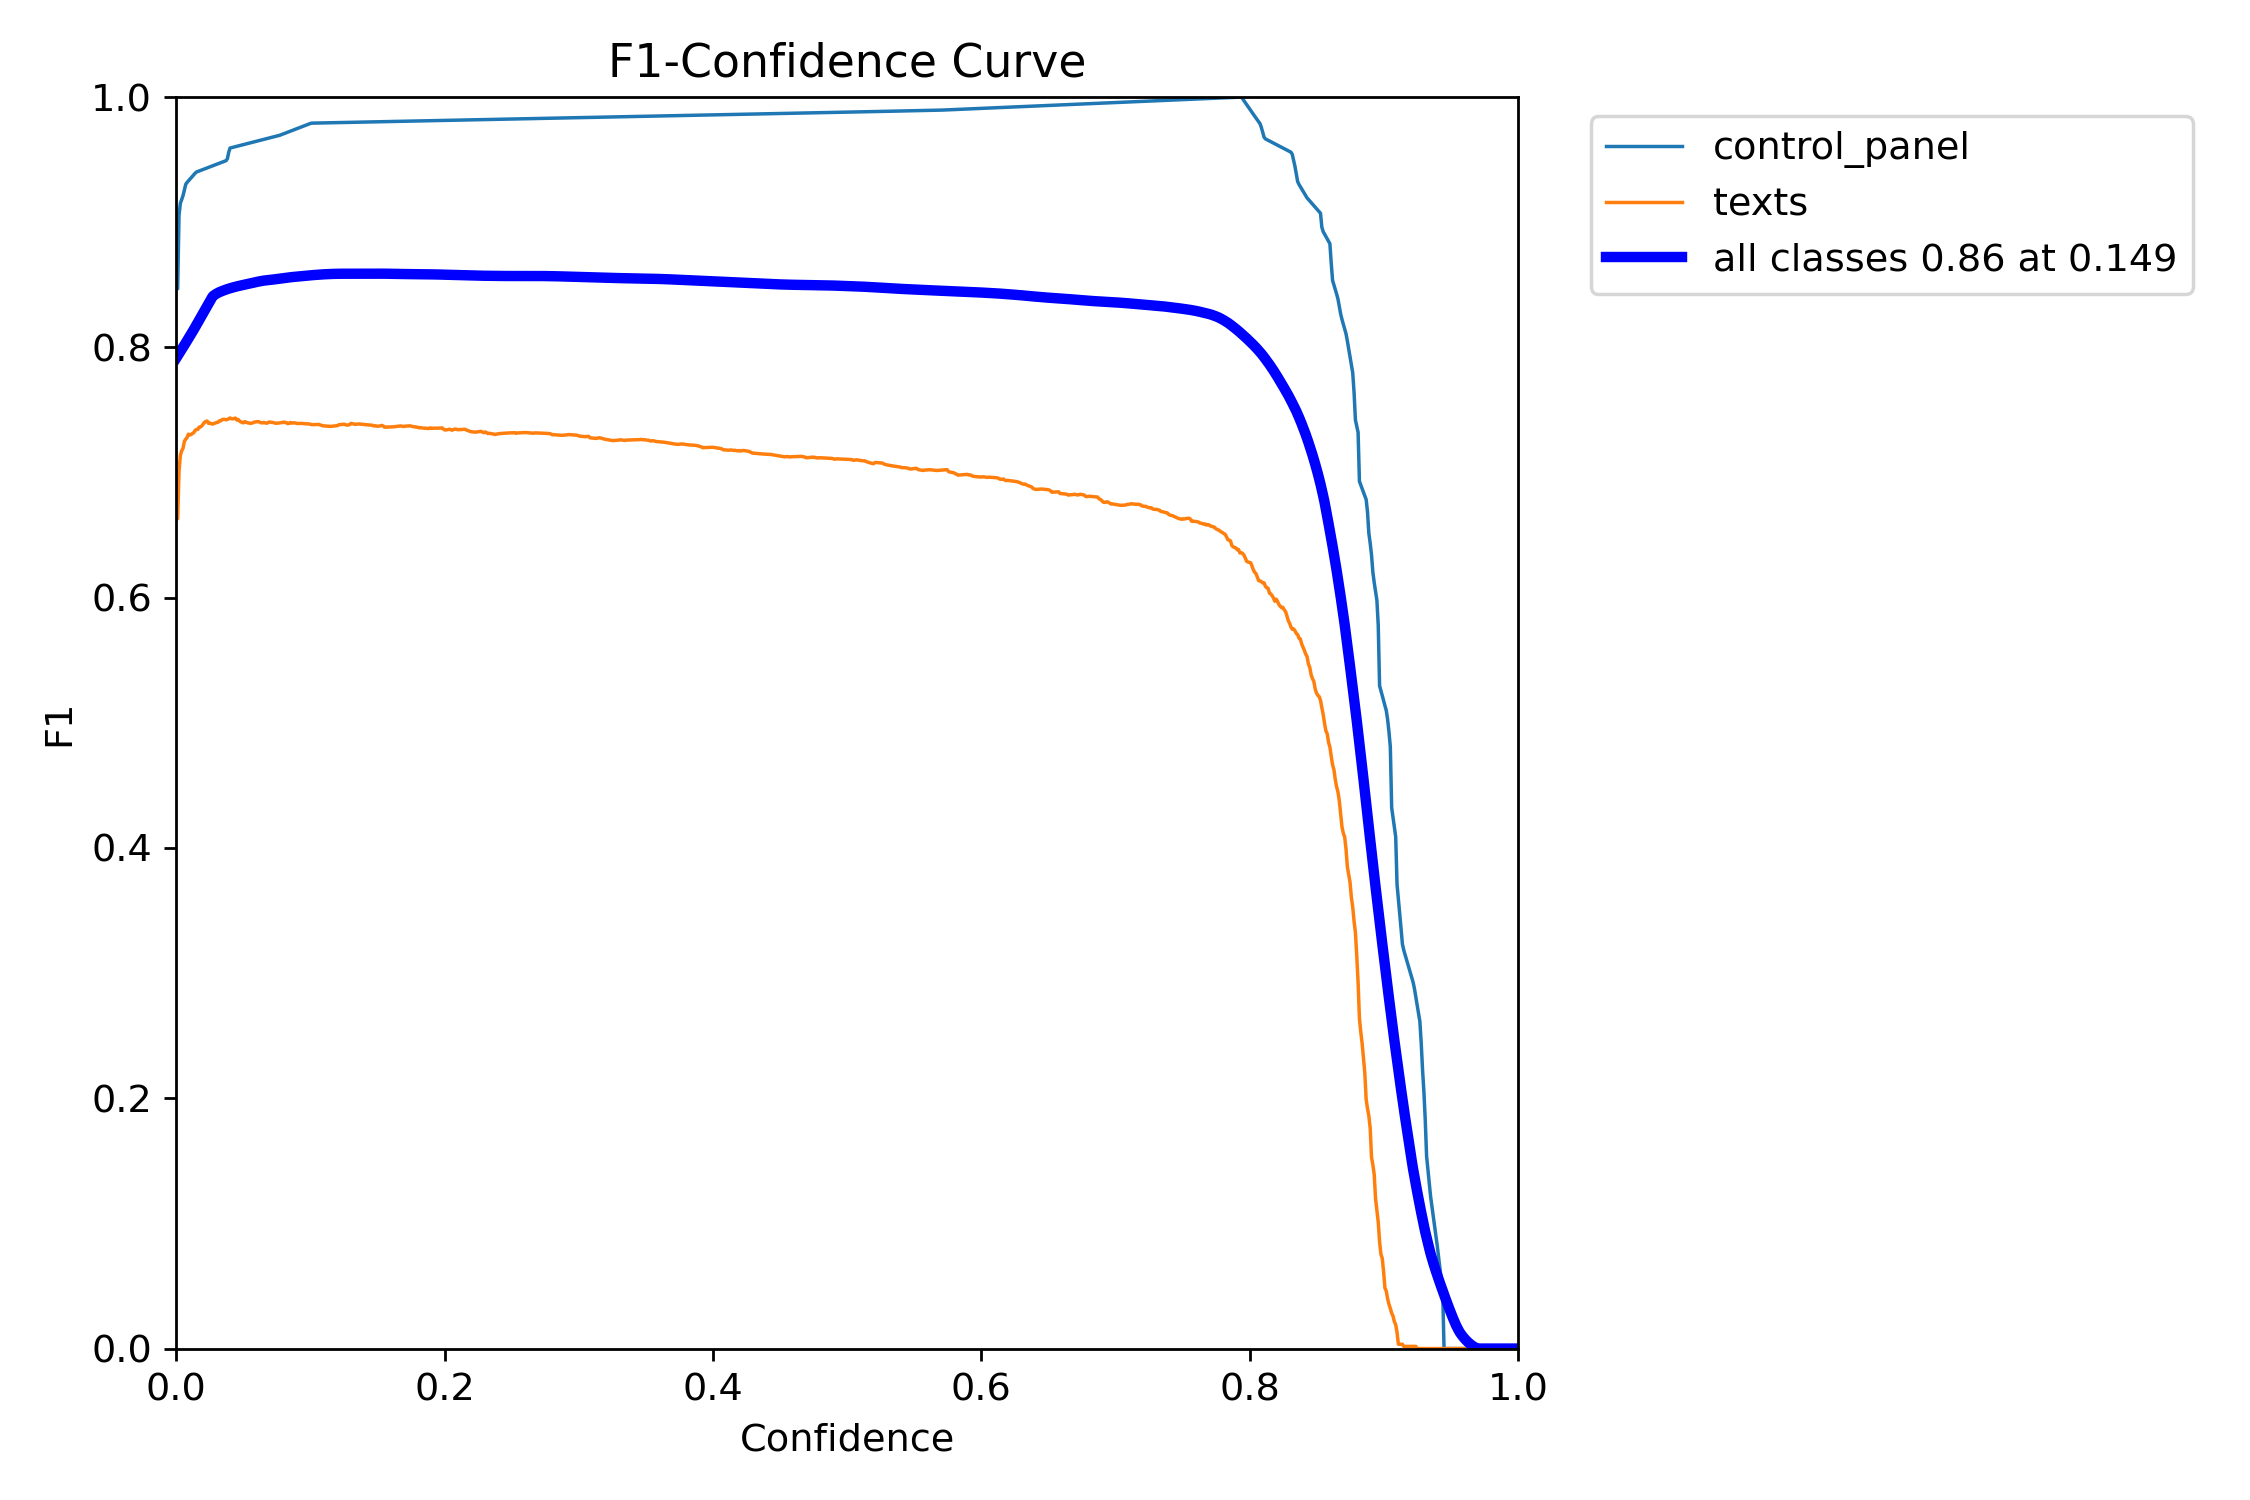 F1-Confidence Curve
1.0
0.8
0.6
0.4
0.2
0.0
F1
0.0 0.2 0.4 0.6 0.8 1.0
Confidence
control_panel
texts
all classes 0.86 at 0.149